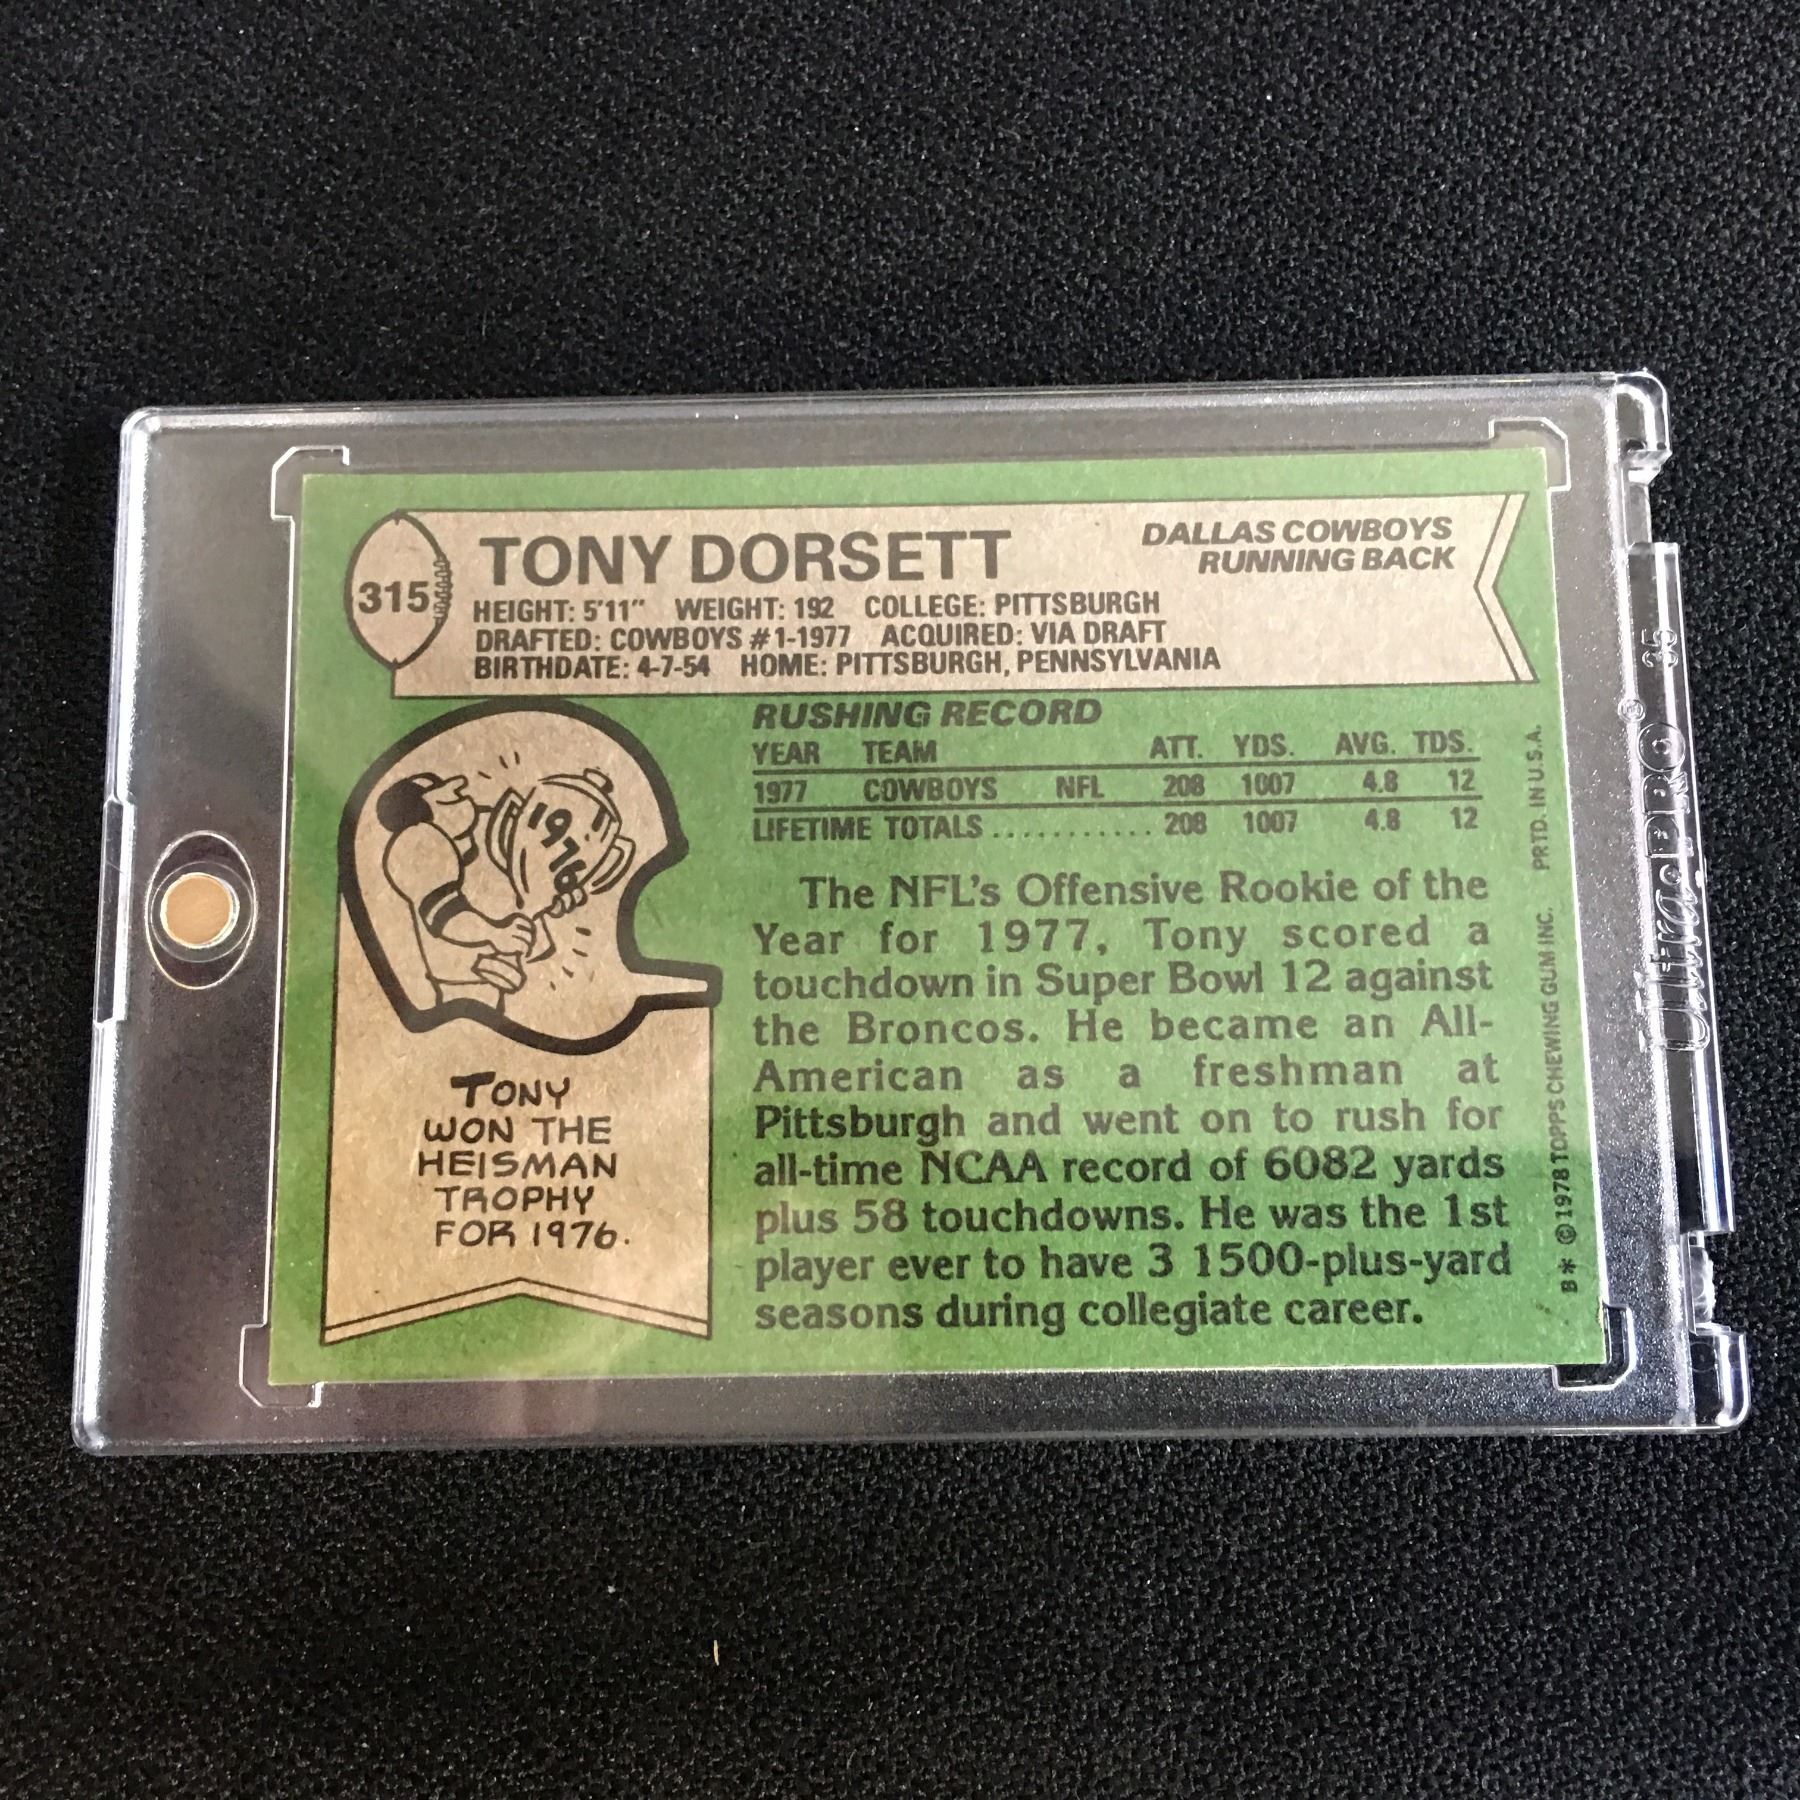 315
TONY DORSETT
DALLAS COWBOYS
RUNNING BACK
HEIGHT: 5'11" WEIGHT: 192 COLLEGE: PITTSBURGH
DRAFTED: COWBOYS #1-1977 ACQUIRED: VIA DRAFT
BIRTHDATE: 4-7-54 HOME: PITTSBURGH, PENNSYLVANIA
1976
TONY
WON THE
HEISMAN
TROPHY
FOR 1976.
RUSHING RECORD
YEAR TEAM ATT. YDS. AVG. TDS.
1977 COWBOYS NFL 208 1007 4.8 12
LIFETIME TOTALS ........... 208 1007 4.8 12
The NFL's Offensive Rookie of the
Year for 1977, Tony scored a
touchdown in Super Bowl 12 against
the Broncos. He became an All-
American as a freshman at
Pittsburgh and went on to rush for
all-time NCAA record of 6082 yards
plus 58 touchdowns. He was the 1st
player ever to have 3 1500-plus-yard
seasons during collegiate career.
B* ©1978 TOPPS CHEWING GUM INC. PRTD. IN U.S.A.
Ultra PRO® 35